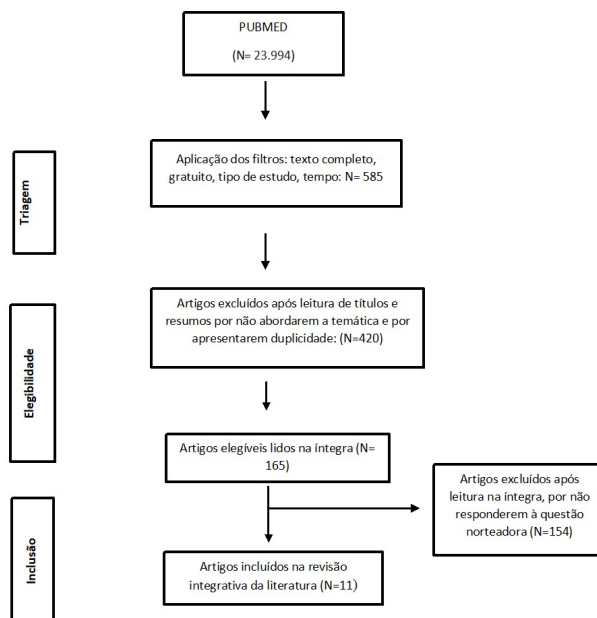 PUBMED
(N= 23.994)
Triagem
Aplicação dos filtros: texto completo,
gratuito, tipo de estudo, tempo: N= 585
Elegibilidade
Artigos excluídos após leitura de títulos e
resumos por não abordarem a temática e por
apresentarem duplicidade: (N=420)
Artigos elegíveis lidos na íntegra (N=
165)
Artigos excluídos após
leitura na íntegra, por não
responderem à questão
norteadora (N=154)
Inclusão
Artigos incluídos na revisão
integrativa da literatura (N=11)